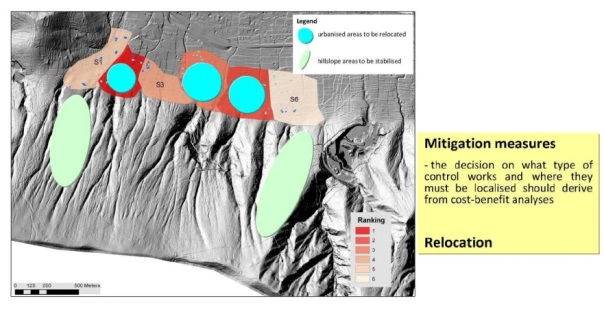 Legend
urbanised areas to be relocated
hillslope areas to be stabilised
S1
S3
S6
Mitigation measures
- the decision on what type of
control works and where they
must be localised should derive
from cost-benefit analyses
Relocation
Ranking
1
2
3
4
5
6
0 125 250 500 Meters